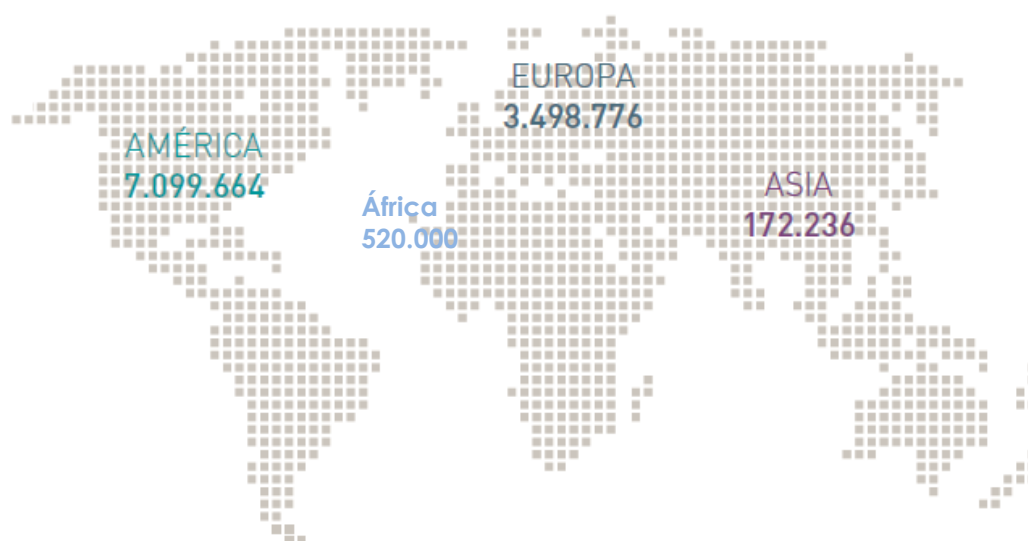 EUROPA
3.498.776
AMÉRICA
7.099.664
ASIA
172.236
África
520.000